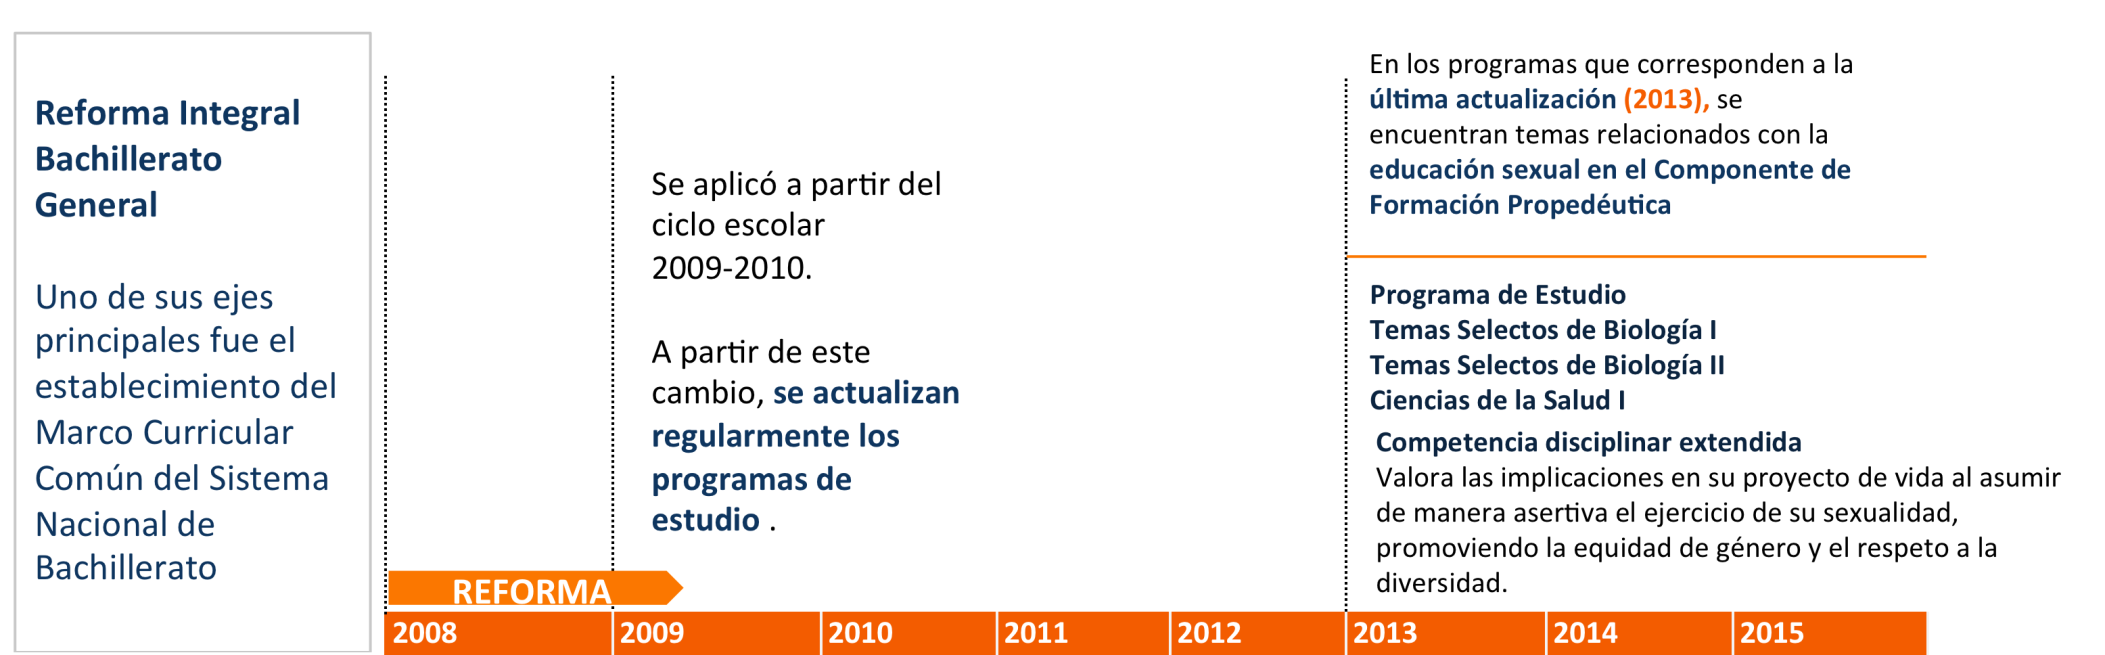 Reforma Integral
Bachillerato
General
Uno de sus ejes
principales fue el
establecimiento del
Marco Curricular
Común del Sistema
Nacional de
Bachillerato
Se aplicó a partir del
ciclo escolar
2009-2010.
A partir de este
cambio, se actualizan
regularmente los
programas de
estudio .
En los programas que corresponden a la
última actualización (2013), se
encuentran temas relacionados con la
educación sexual en el Componente de
Formación Propedéutica
Programa de Estudio
Temas Selectos de Biología I
Temas Selectos de Biología II
Ciencias de la Salud I
Competencia disciplinar extendida
Valora las implicaciones en su proyecto de vida al asumir
de manera asertiva el ejercicio de su sexualidad,
promoviendo la equidad de género y el respeto a la
diversidad.
REFORMA
2008 2009 2010 2011 2012 2013 2014 2015